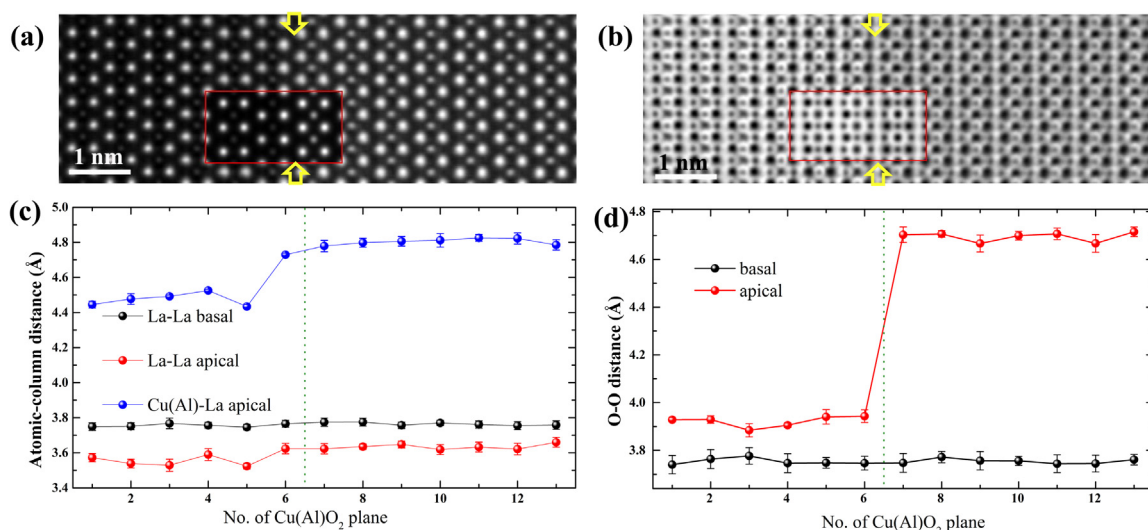 (a)
1 nm
(b)
1 nm
(c)
5.0
4.8
4.6
4.4
4.2
4.0
3.8
3.6
3.4
Atomic-column distance (Å)
La-La basal
La-La apical
Cu(Al)-La apical
2 4 6 8 10 12
No. of Cu(Al)O₂ plane
(d)
4.8
4.6
4.4
4.2
4.0
3.8
3.6
O-O distance (Å)
basal
apical
2 4 6 8 10 12
No. of Cu(Al)O₂ plane